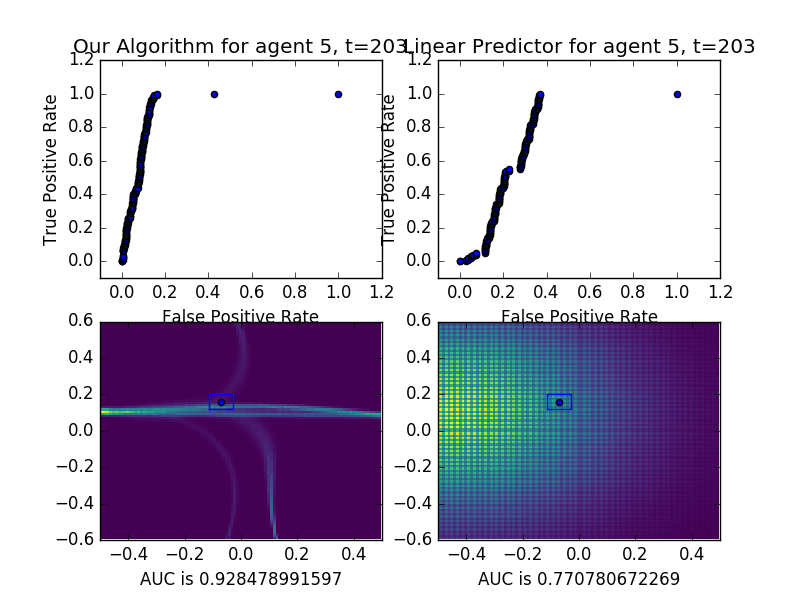 Our Algorithm for agent 5, t=203
Linear Predictor for agent 5, t=203
1.2
1.0
0.8
0.6
0.4
0.2
0.0
True Positive Rate
0.0 0.2 0.4 0.6 0.8 1.0 1.2
False Positive Rate
1.2
1.0
0.8
0.6
0.4
0.2
0.0
True Positive Rate
0.0 0.2 0.4 0.6 0.8 1.0 1.2
False Positive Rate
0.6
0.4
0.2
0.0
−0.2
−0.4
−0.6
−0.4 −0.2 0.0 0.2 0.4
AUC is 0.928478991597
0.6
0.4
0.2
0.0
−0.2
−0.4
−0.6
−0.4 −0.2 0.0 0.2 0.4
AUC is 0.770780672269